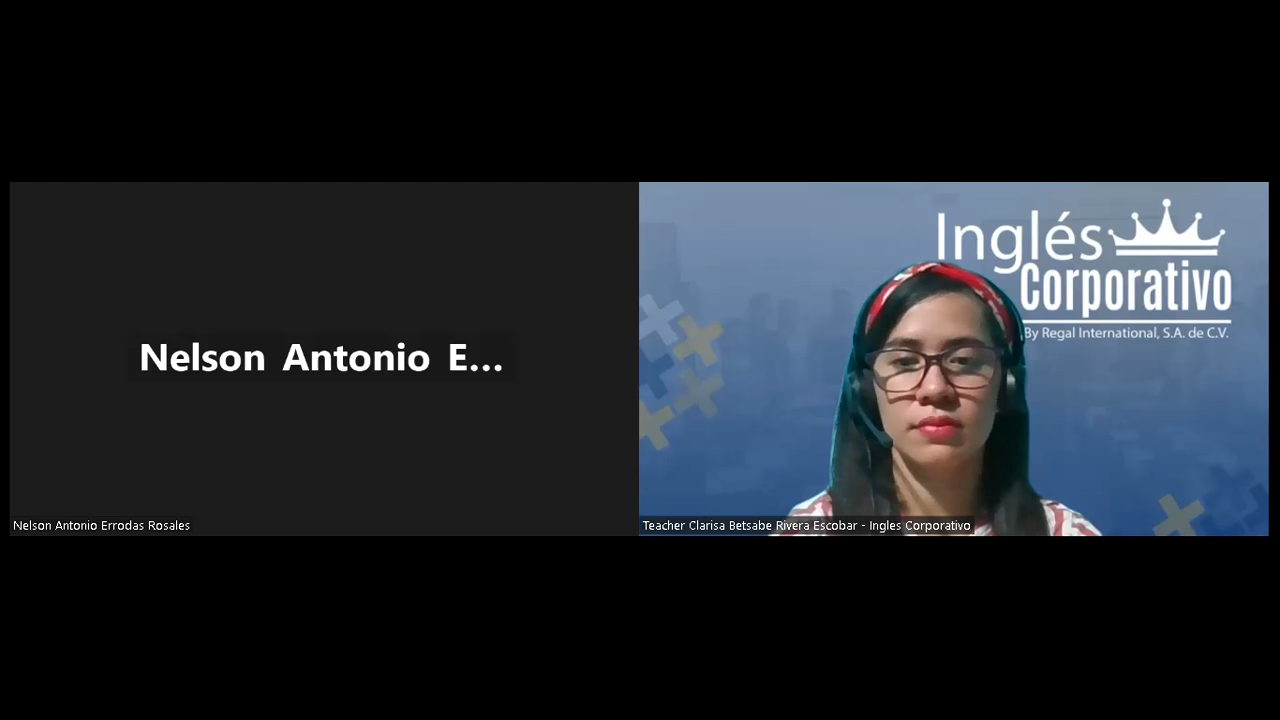 Nelson Antonio E...
Nelson Antonio Errodas Rosales
Inglés
Corporativo
By Regal International, S.A. de C.V.
Teacher Clarisa Betsabe Rivera Escobar - Ingles Corporativo